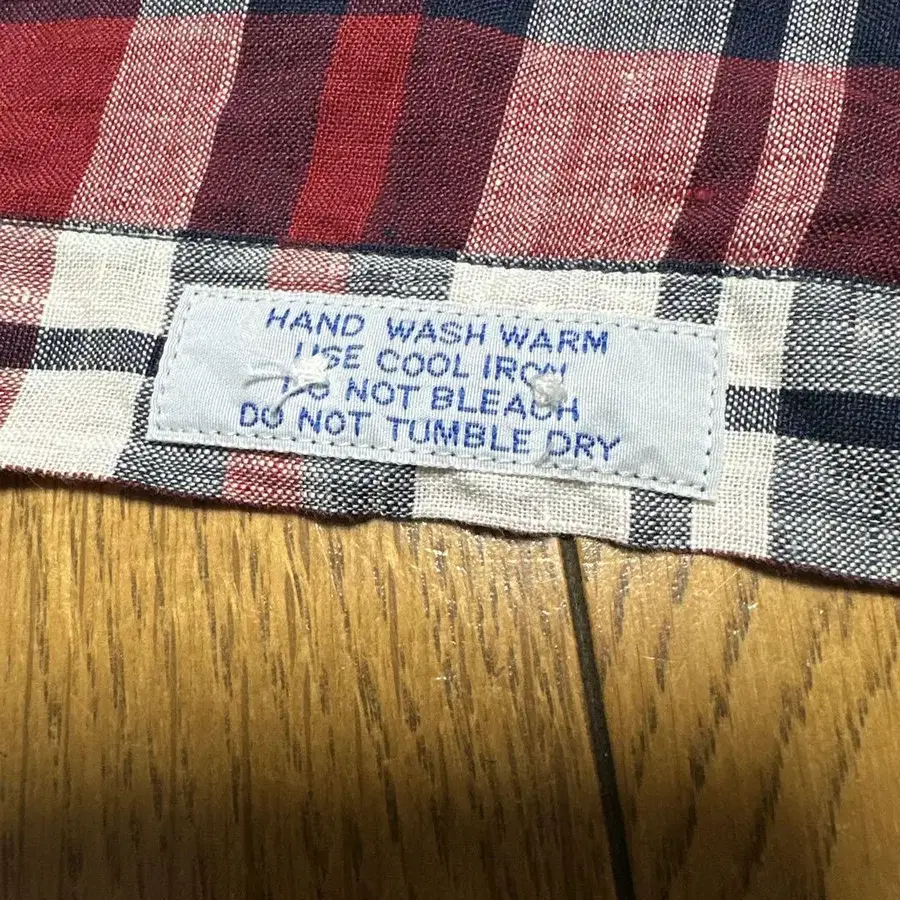 HAND WASH WARM
USE COOL IRON
DO NOT BLEACH
DO NOT TUMBLE DRY